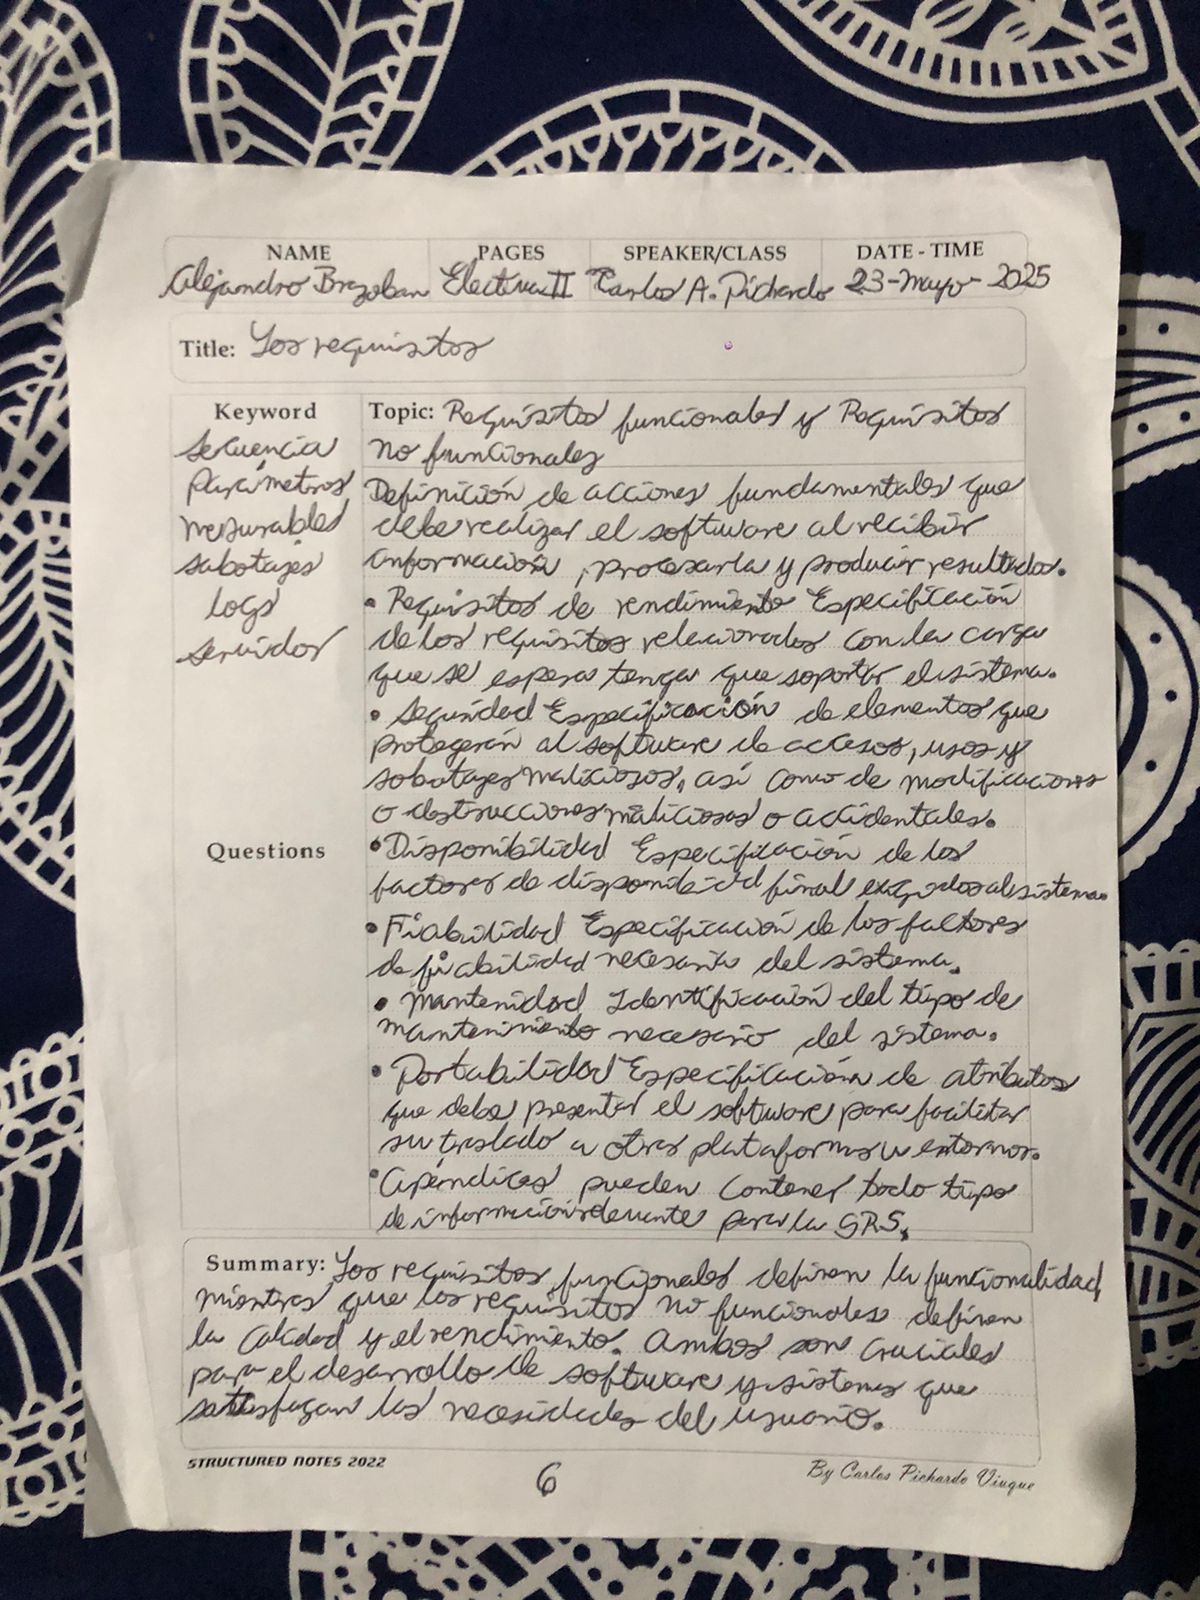 NAME PAGES SPEAKER/CLASS DATE - TIME
Alejandro Brazoban Electiva II Carlos A. Pichardo 23-Mayo-2025
Title: Los requisitos
Keyword
secuencia
Parámetros
mesurables
sabotajes
logs
servidor
Topic: Requisitos funcionales y Requisitos
No funcionales
Definición de acciones fundamentales que
debe realizar el software al recibir
información, procesarla y producir resultados.
• Requisitos de rendimiento Especificación
de los requisitos relacionados con la carga
que se espera tenga que soportar el sistema.
• Seguridad Especificación de elementos que
protegerán al software de accesos, usos y
sabotajes maliciosos, así como de modificaciones
o destrucciones maliciosas o accidentales.
Questions
• Disponibilidad Especificación de los
factores de disponibilidad final exigidos al sistema.
• Fiabilidad Especificación de los factores
de fiabilidad necesaria del sistema.
• Mantenidad Identificación del tipo de
mantenimiento necesario del sistema.
• Portabilidad Especificación de atributos
que debe presentar el software para facilitar
su traslado a otras plataformas u entornos.
• Apéndices pueden contener todo tipo
de información relevante para la SRS.
Summary: Los requisitos funcionales definen la funcionalidad,
mientras que los requisitos no funcionales definen
la calidad y el rendimiento. Ambos son cruciales
para el desarrollo de software y sistemas que
satisfagan las necesidades del usuario.
STRUCTURED NOTES 2022
6
By Carlos Pichardo Viuque